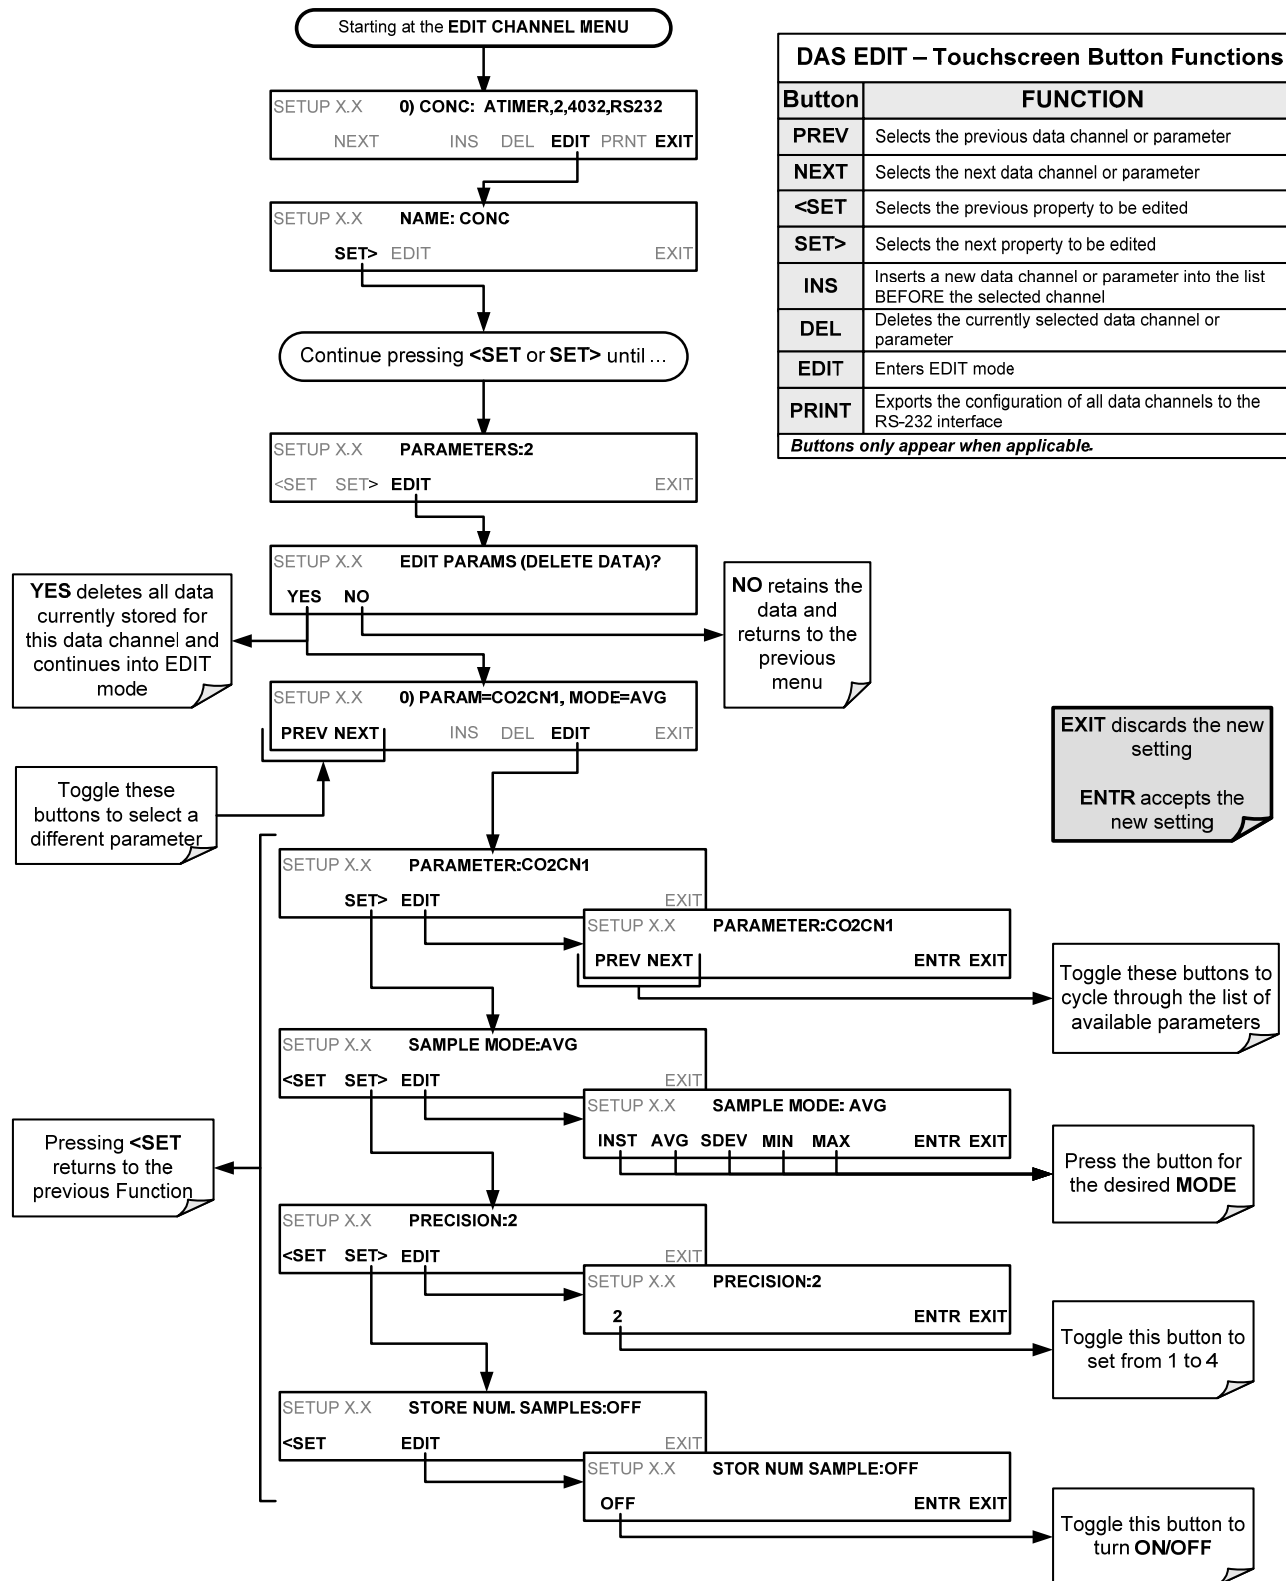 Starting at the EDIT CHANNEL MENU
SETUP X.X 0) CONC: ATIMER,2,4032,RS232
NEXT INS DEL EDIT PRNT EXIT
SETUP X.X NAME: CONC
SET> EDIT EXIT
Continue pressing <SET or SET> until ...
SETUP X.X PARAMETERS:2
<SET SET> EDIT EXIT
SETUP X.X EDIT PARAMS (DELETE DATA)?
YES NO
YES deletes all data
currently stored for
this data channel and
continues into EDIT
mode
NO retains the
data and
returns to the
previous
menu
SETUP X.X 0) PARAM=CO2CN1, MODE=AVG
PREV NEXT INS DEL EDIT EXIT
Toggle these
buttons to select a
different parameter
DAS EDIT – Touchscreen Button Functions
Button FUNCTION
PREV Selects the previous data channel or parameter
NEXT Selects the next data channel or parameter
<SET Selects the previous property to be edited
SET> Selects the next property to be edited
INS Inserts a new data channel or parameter into the list
BEFORE the selected channel
DEL Deletes the currently selected data channel or
parameter
EDIT Enters EDIT mode
PRINT Exports the configuration of all data channels to the
RS-232 interface
Buttons only appear when applicable.
EXIT discards the new
setting
ENTR accepts the
new setting
SETUP X.X PARAMETER:CO2CN1
SET> EDIT EXIT
SETUP X.X PARAMETER:CO2CN1
PREV NEXT ENTR EXIT
Toggle these buttons to
cycle through the list of
available parameters
SETUP X.X SAMPLE MODE:AVG
<SET SET> EDIT EXIT
SETUP X.X SAMPLE MODE: AVG
INST AVG SDEV MIN MAX ENTR EXIT
Press the button for
the desired MODE
Pressing <SET
returns to the
previous Function
SETUP X.X PRECISION:2
<SET SET> EDIT EXIT
SETUP X.X PRECISION:2
2 ENTR EXIT
Toggle this button to
set from 1 to 4
SETUP X.X STORE NUM. SAMPLES:OFF
<SET EDIT EXIT
SETUP X.X STOR NUM SAMPLE:OFF
OFF ENTR EXIT
Toggle this button to
turn ON/OFF